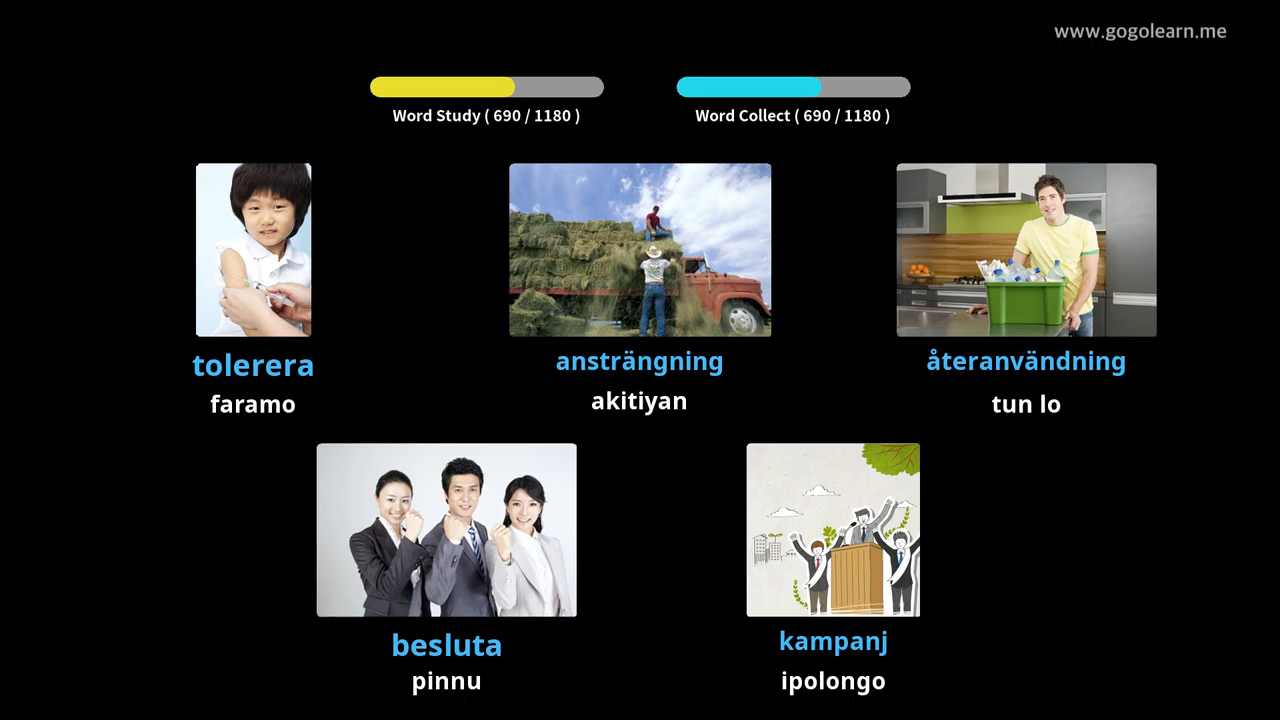 www.gogolearn.me
Word Study ( 690 / 1180 )
Word Collect ( 690 / 1180 )
tolerera
faramo
ansträngning
akitiyan
återanvändning
tun lo
besluta
pinnu
kampanj
ipolongo